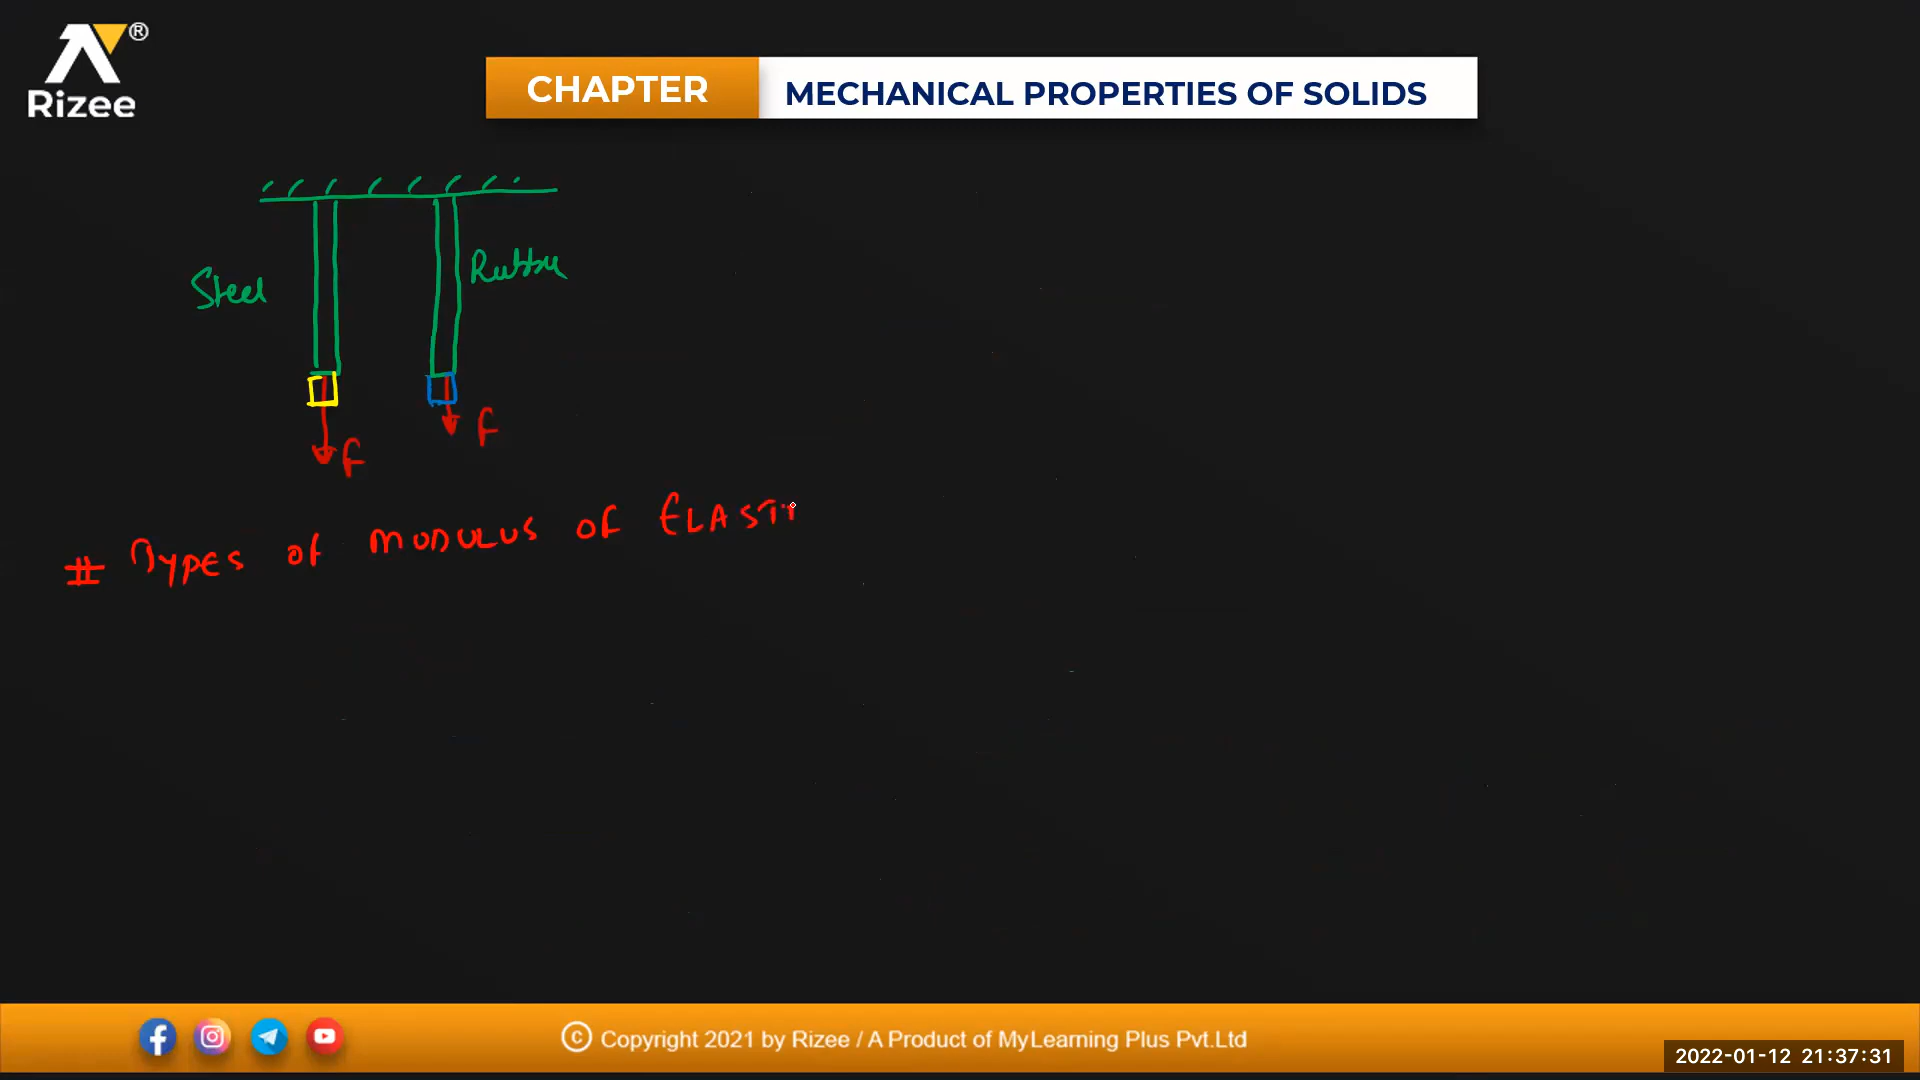 Rizee®
CHAPTER MECHANICAL PROPERTIES OF SOLIDS
Steel
F
F
# TYPES OF MODULUS OF ELASTI
© Copyright 2021 by Rizee / A Product of MyLearning Plus Pvt.Ltd
2022-01-12 21:37:31